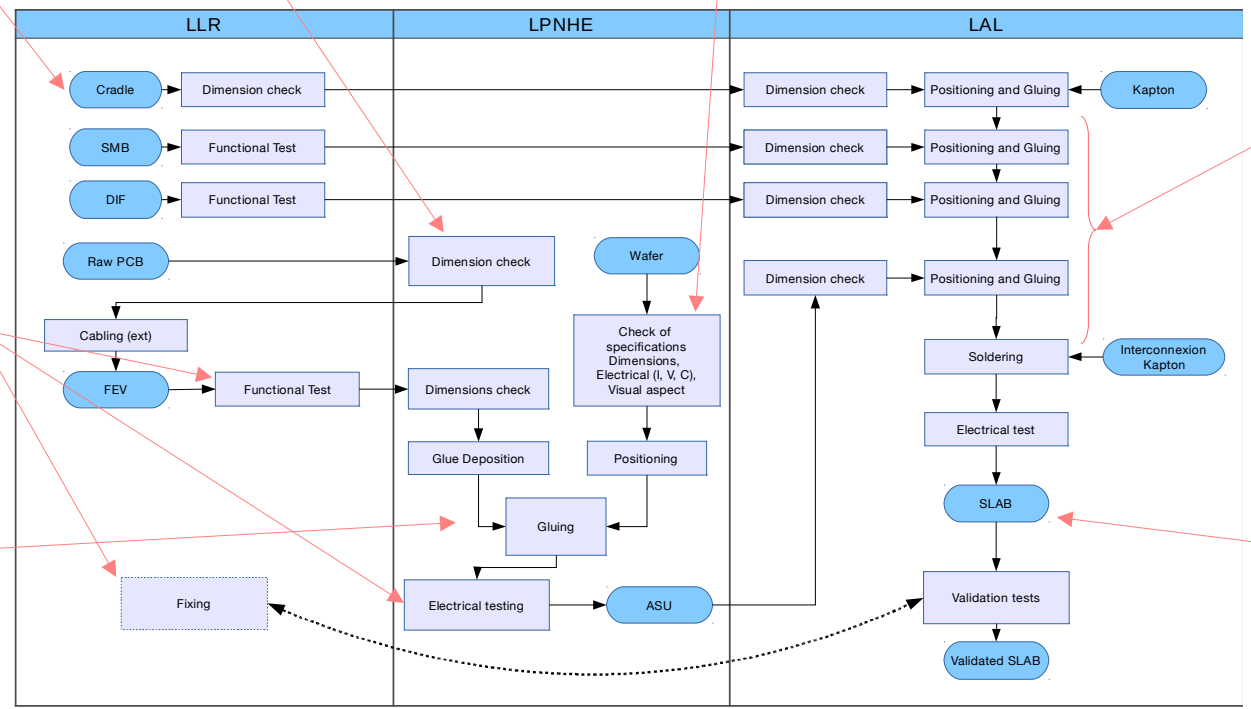 LLR
LPNHE
LAL
Cradle
Dimension check
Dimension check
Positioning and Gluing
Kapton
SMB
Functional Test
Dimension check
Positioning and Gluing
DIF
Functional Test
Dimension check
Positioning and Gluing
Raw PCB
Dimension check
Wafer
Dimension check
Positioning and Gluing
Cabling (ext)
Check of
specifications
Dimensions,
Electrical (I, V, C),
Visual aspect
Soldering
Interconnexion
Kapton
FEV
Functional Test
Dimensions check
Electrical test
Glue Deposition
Positioning
SLAB
Gluing
Fixing
Electrical testing
ASU
Validation tests
Validated SLAB